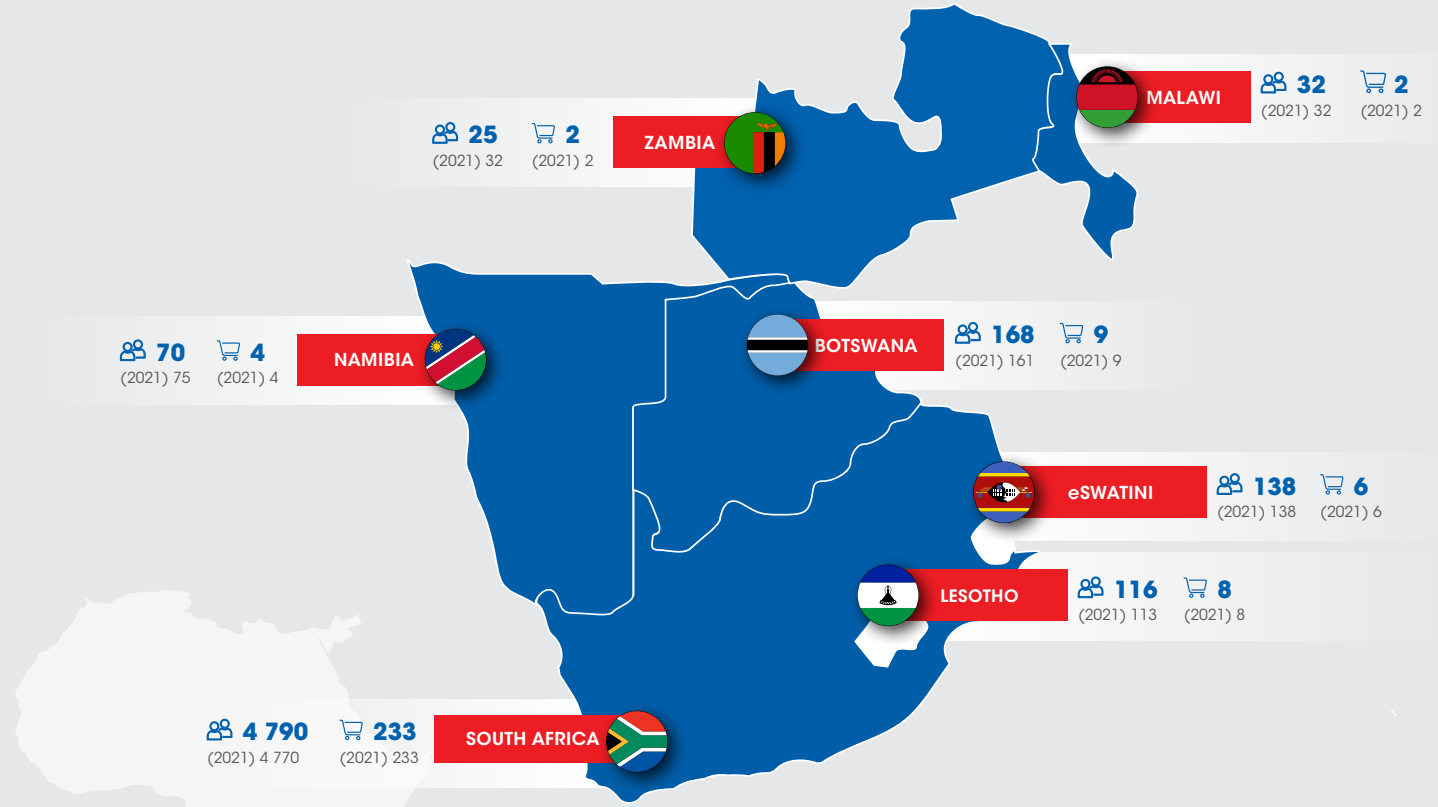 MALAWI
32 2
(2021) 32 (2021) 2
25 2
ZAMBIA
(2021) 32 (2021) 2
BOTSWANA
168 9
(2021) 161 (2021) 9
70 4
NAMIBIA
(2021) 75 (2021) 4
eSWATINI
138 6
(2021) 138 (2021) 6
LESOTHO
116 8
(2021) 113 (2021) 8
4 790 233
SOUTH AFRICA
(2021) 4 770 (2021) 233